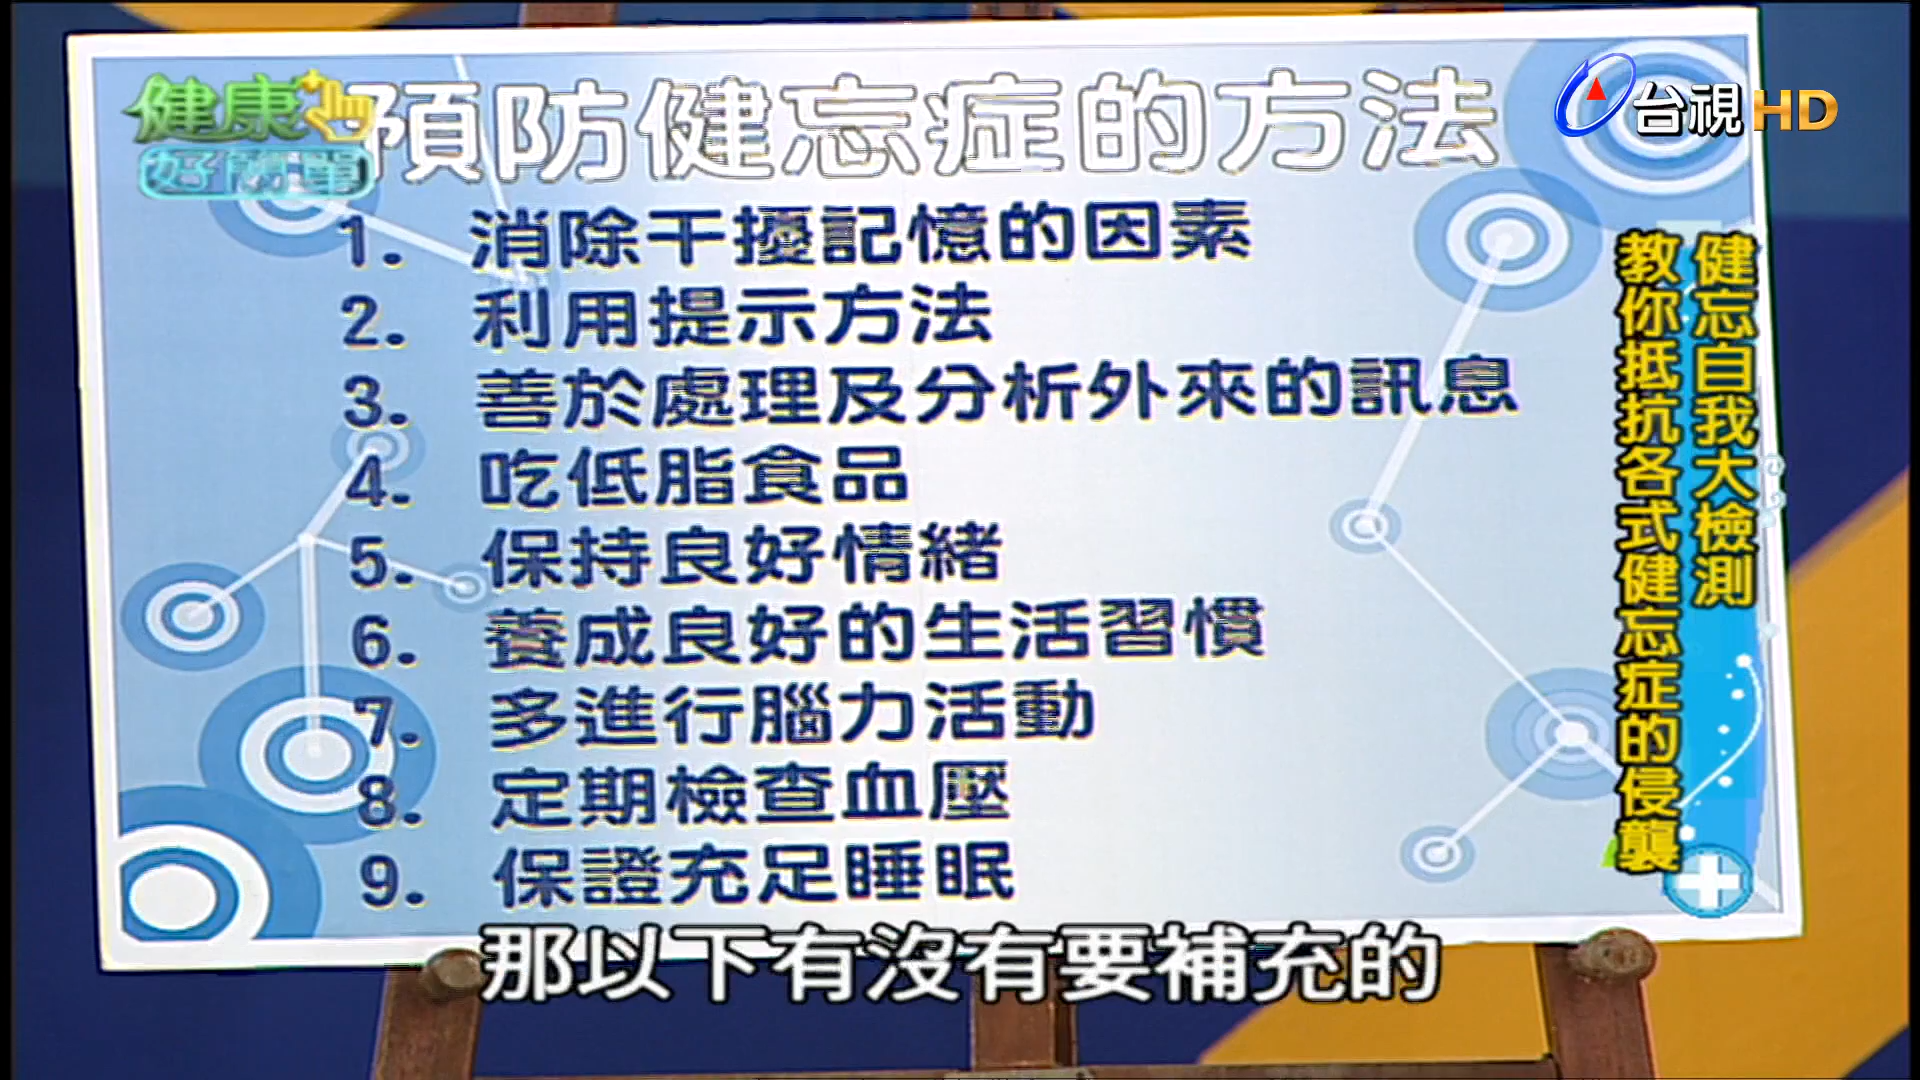 健康
好簡單
預防健忘症的方法
台視HD
1. 消除干擾記憶的因素
2. 利用提示方法
3. 善於處理及分析外來的訊息
4. 吃低脂食品
5. 保持良好情緒
6. 養成良好的生活習慣
7. 多進行腦力活動
8. 定期檢查血壓
9. 保證充足睡眠
健忘自我大檢測
教你抵抗各式健忘症的侵襲
那以下有沒有要補充的